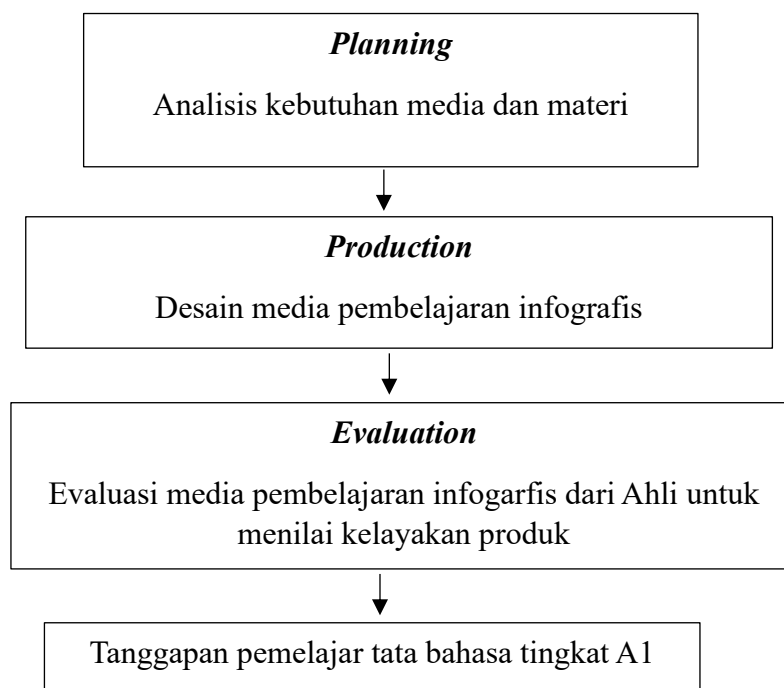 Planning
Analisis kebutuhan media dan materi
Production
Desain media pembelajaran infografis
Evaluation
Evaluasi media pembelajaran infogarfis dari Ahli untuk
menilai kelayakan produk
Tanggapan pemelajar tata bahasa tingkat A1